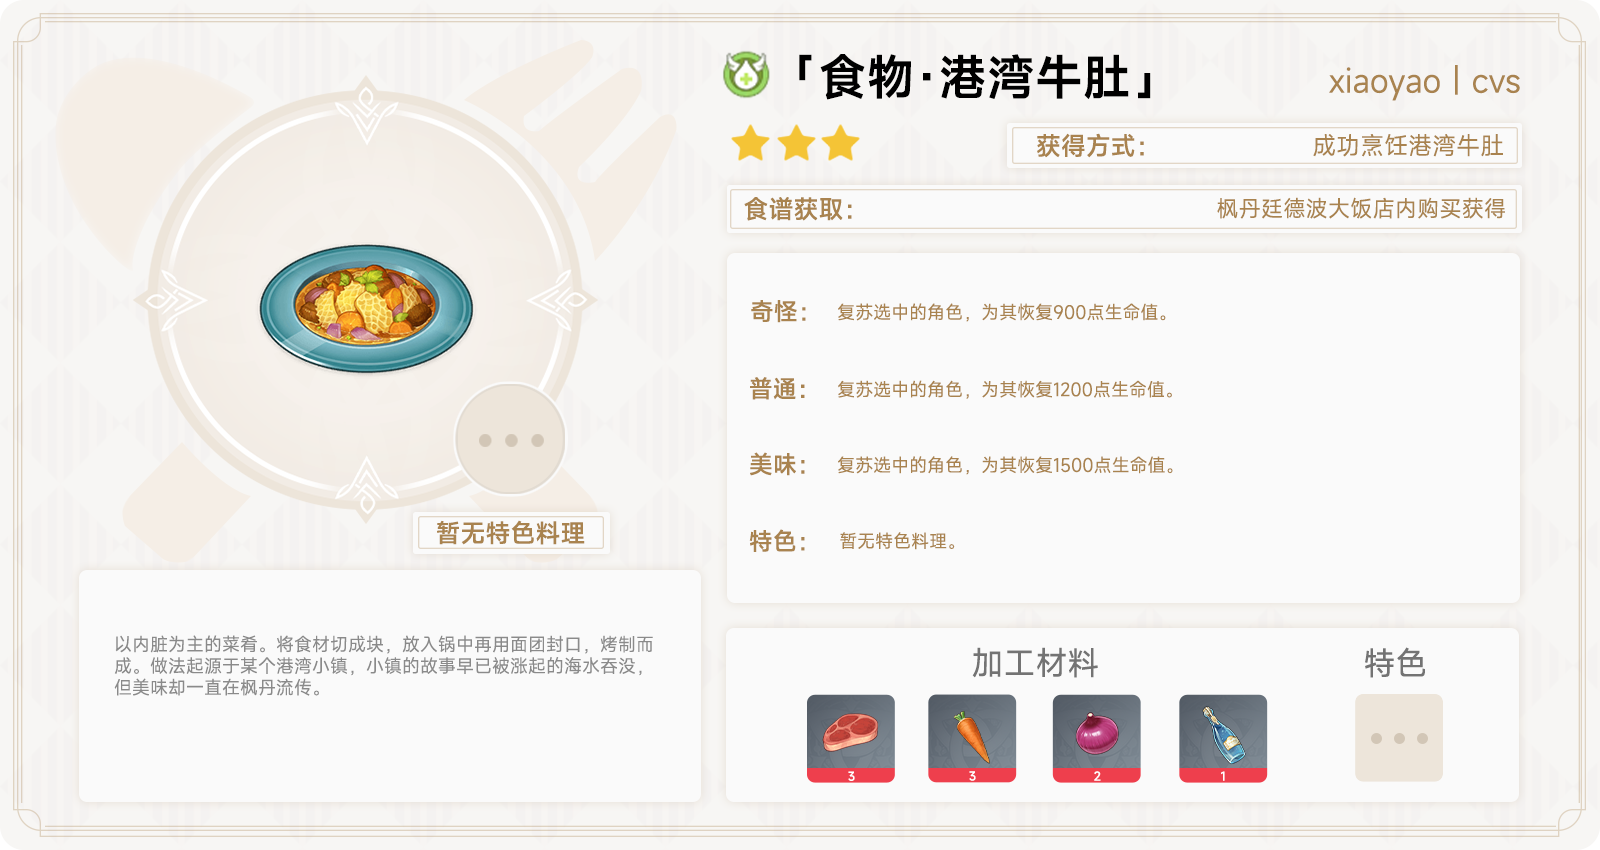 「食物·港湾牛肚」
xiaoyao | cvs
获得方式：
成功烹饪港湾牛肚
食谱获取：
枫丹廷德波大饭店内购买获得
奇怪：
复苏选中的角色，为其恢复900点生命值。
普通：
复苏选中的角色，为其恢复1200点生命值。
美味：
复苏选中的角色，为其恢复1500点生命值。
特色：
暂无特色料理。
暂无特色料理
以内脏为主的菜肴。将食材切成块，放入锅中再用面团封口，烤制而
成。做法起源于某个港湾小镇，小镇的故事早已被涨起的海水吞没，
但美味却一直在枫丹流传。
加工材料
特色
3
3
2
1